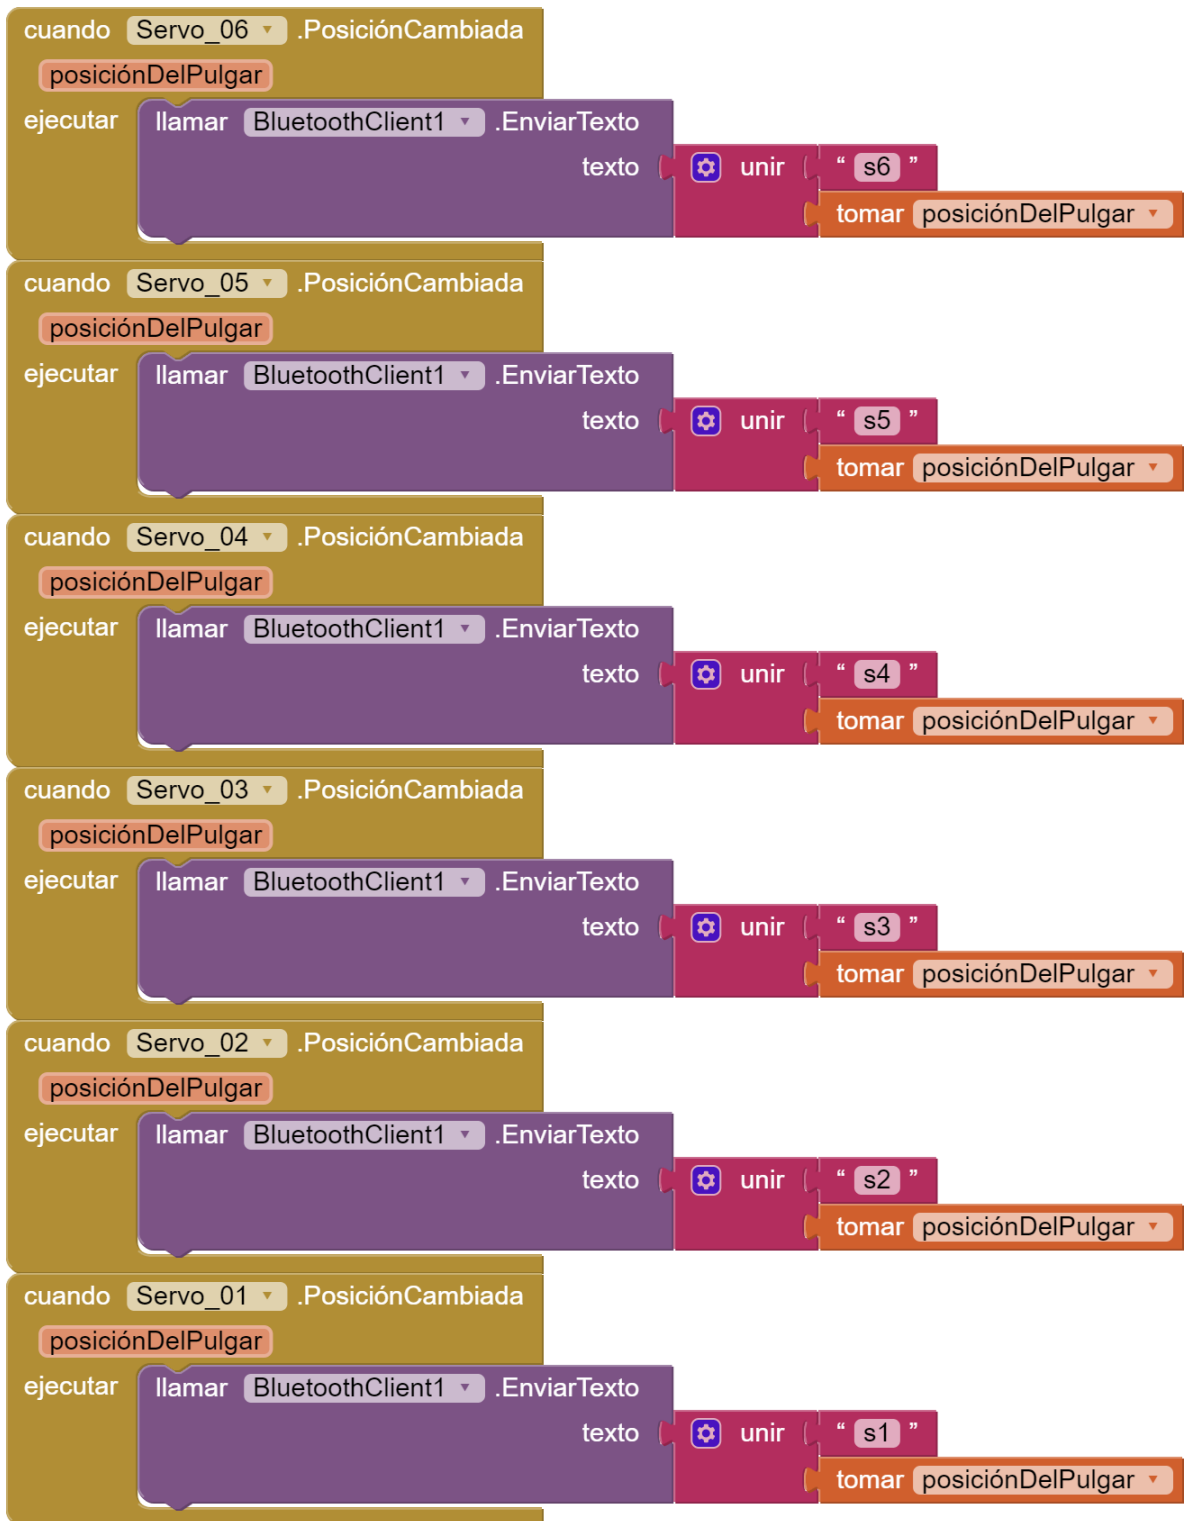 cuando Servo_06 .PosiciónCambiada
posiciónDelPulgar
ejecutar llamar BluetoothClient1 .EnviarTexto
texto unir “ s6 ”
tomar posiciónDelPulgar
cuando Servo_05 .PosiciónCambiada
posiciónDelPulgar
ejecutar llamar BluetoothClient1 .EnviarTexto
texto unir “ s5 ”
tomar posiciónDelPulgar
cuando Servo_04 .PosiciónCambiada
posiciónDelPulgar
ejecutar llamar BluetoothClient1 .EnviarTexto
texto unir “ s4 ”
tomar posiciónDelPulgar
cuando Servo_03 .PosiciónCambiada
posiciónDelPulgar
ejecutar llamar BluetoothClient1 .EnviarTexto
texto unir “ s3 ”
tomar posiciónDelPulgar
cuando Servo_02 .PosiciónCambiada
posiciónDelPulgar
ejecutar llamar BluetoothClient1 .EnviarTexto
texto unir “ s2 ”
tomar posiciónDelPulgar
cuando Servo_01 .PosiciónCambiada
posiciónDelPulgar
ejecutar llamar BluetoothClient1 .EnviarTexto
texto unir “ s1 ”
tomar posiciónDelPulgar